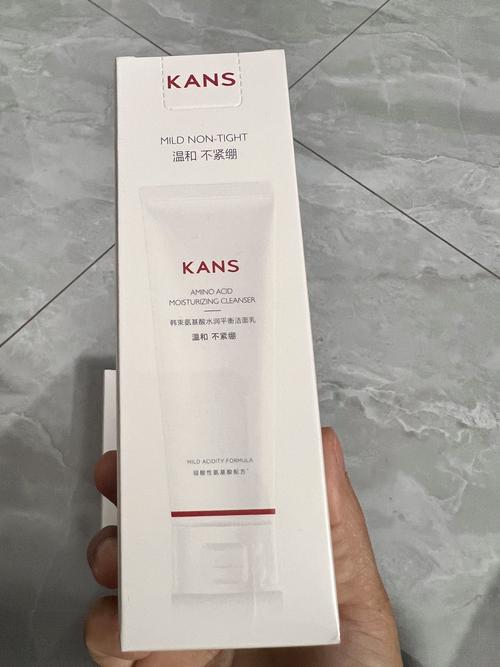 KANS
MILD NON-TIGHT
温和 不紧绷
KANS
AMINO ACID
MOISTURIZING CLEANSER
韩束氨基酸水润平衡洁面乳
温和 不紧绷
MILD ACIDITY FORMULA
弱酸性氨基酸配方